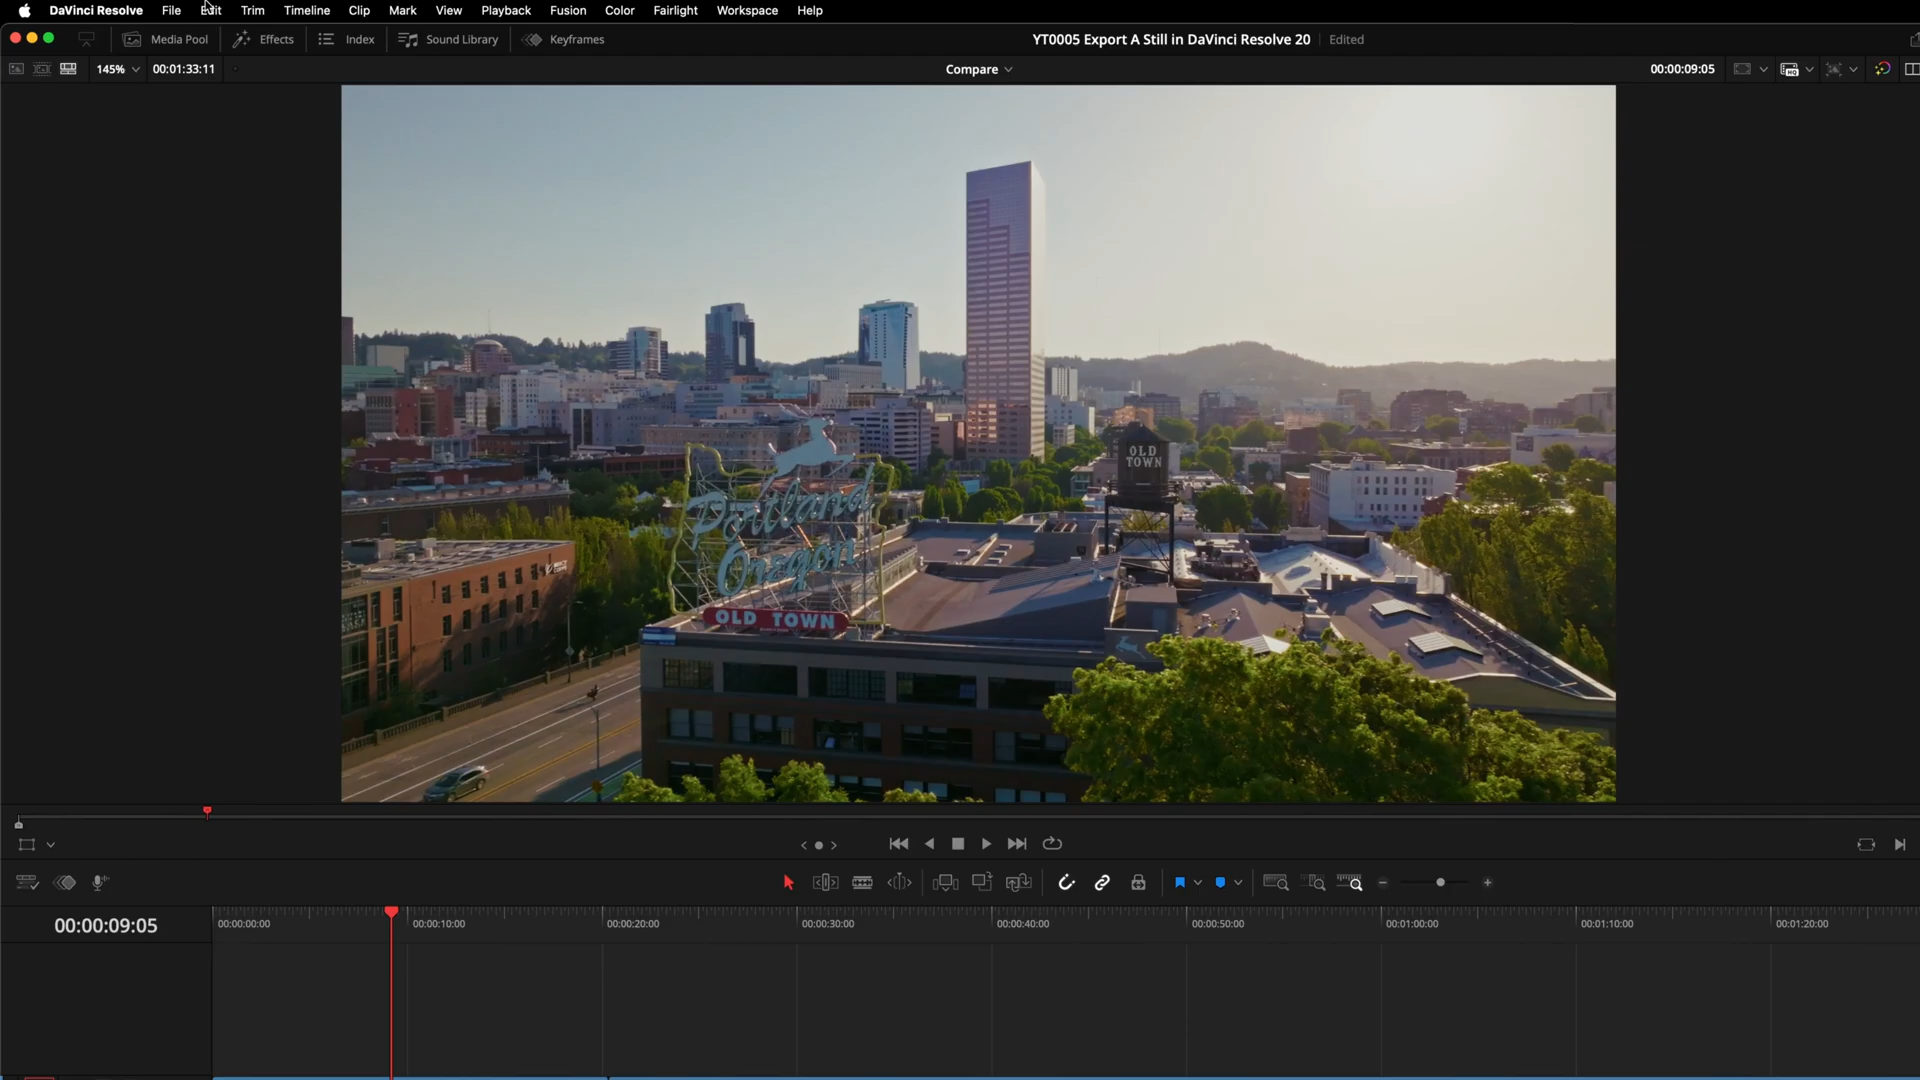 DaVinci Resolve File Edit Trim Timeline Clip Mark View Playback Fusion Color Fairlight Workspace Help
Media Pool Effects Index Sound Library Keyframes YT0005 Export A Still in DaVinci Resolve 20 Edited
145% 00:01:33:11 Compare 00:00:09:05
OLD
TOWN
Portland
Oregon
OLD TOWN
00:00:09:05 00:00:00:00 00:00:10:00 00:00:20:00 00:00:30:00 00:00:40:00 00:00:50:00 00:01:00:00 00:01:10:00 00:01:20:00